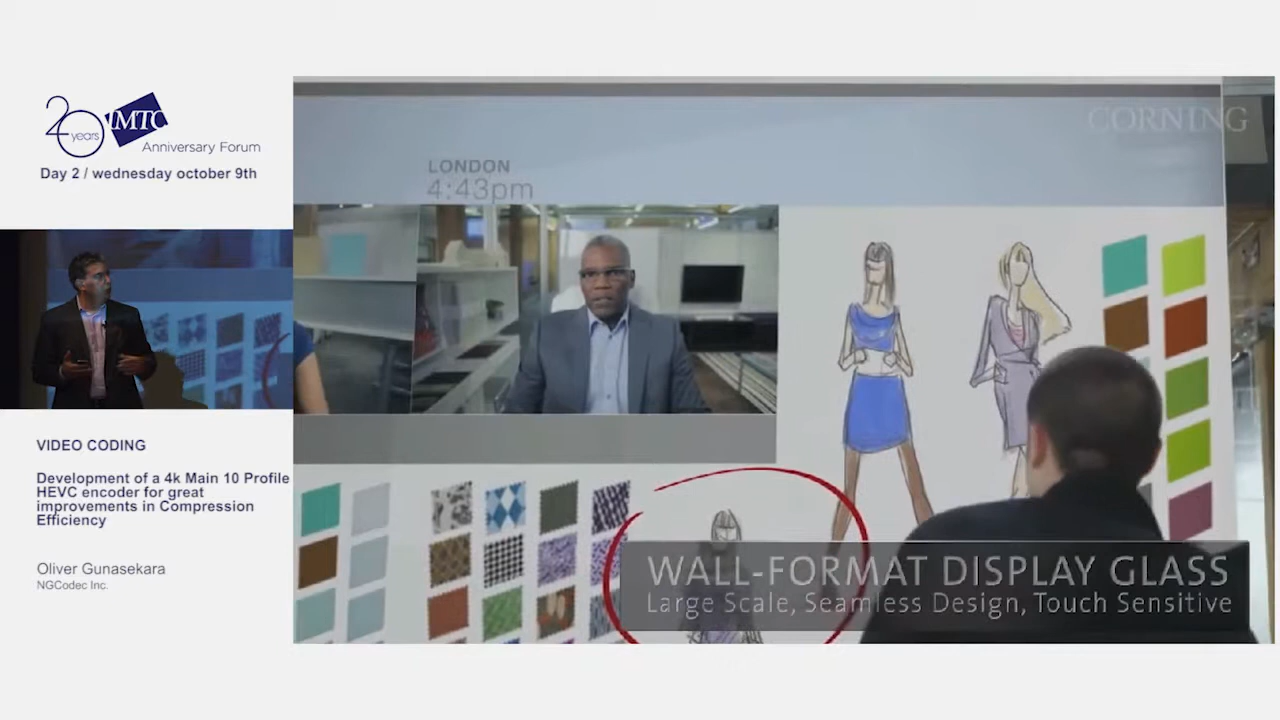 20
years
IMTC
Anniversary Forum
Day 2 / wednesday october 9th
VIDEO CODING
Development of a 4k Main 10 Profile
HEVC encoder for great
improvements in Compression
Efficiency
Oliver Gunasekara
NGCodec Inc.
CORNING
LONDON
4:43pm
WALL-FORMAT DISPLAY GLASS
Large Scale, Seamless Design, Touch Sensitive